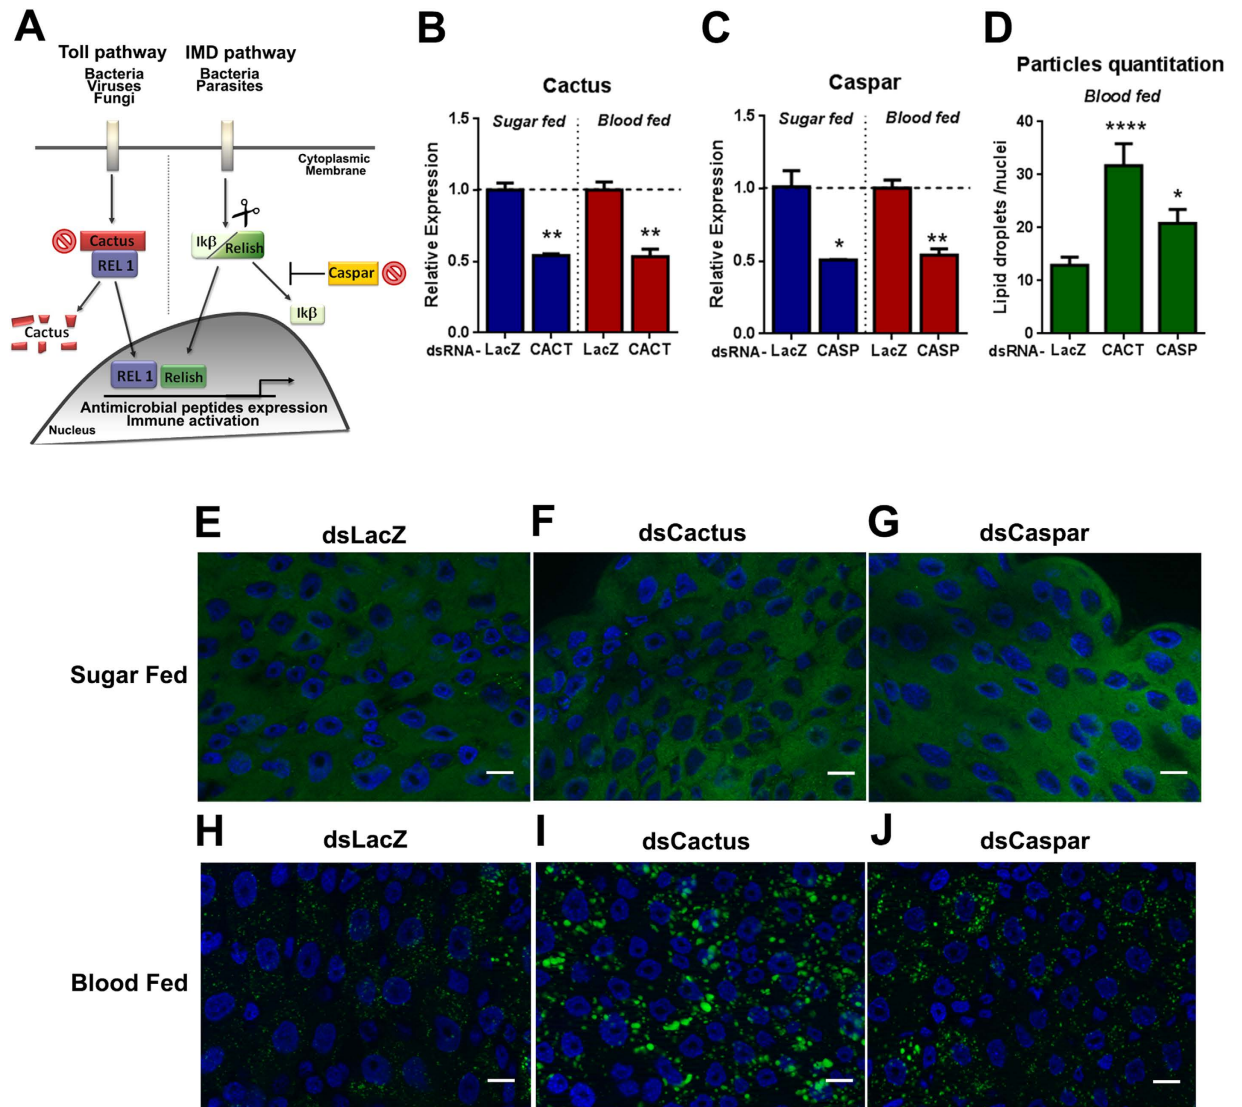 A
Toll pathway
Bacteria
Viruses
Fungi
IMD pathway
Bacteria
Parasites
Cytoplasmic
Membrane
Cactus
REL 1
Ikβ
Relish
Caspar
Ikβ
Cactus
REL 1
Relish
Antimicrobial peptides expression
Immune activation
Nucleus
B
Cactus
Sugar fed
Blood fed
Relative Expression
1.5
1.0
0.5
0.0
**
**
dsRNA- LacZ CACT LacZ CACT
C
Caspar
Sugar fed
Blood fed
Relative Expression
1.5
1.0
0.5
0.0
*
**
dsRNA- LacZ CASP LacZ CASP
D
Particles quantitation
Blood fed
Lipid droplets /nuclei
40
30
20
10
0
****
*
dsRNA- LacZ CACT CASP
E
dsLacZ
F
dsCactus
G
dsCaspar
Sugar Fed
H
dsLacZ
I
dsCactus
J
dsCaspar
Blood Fed